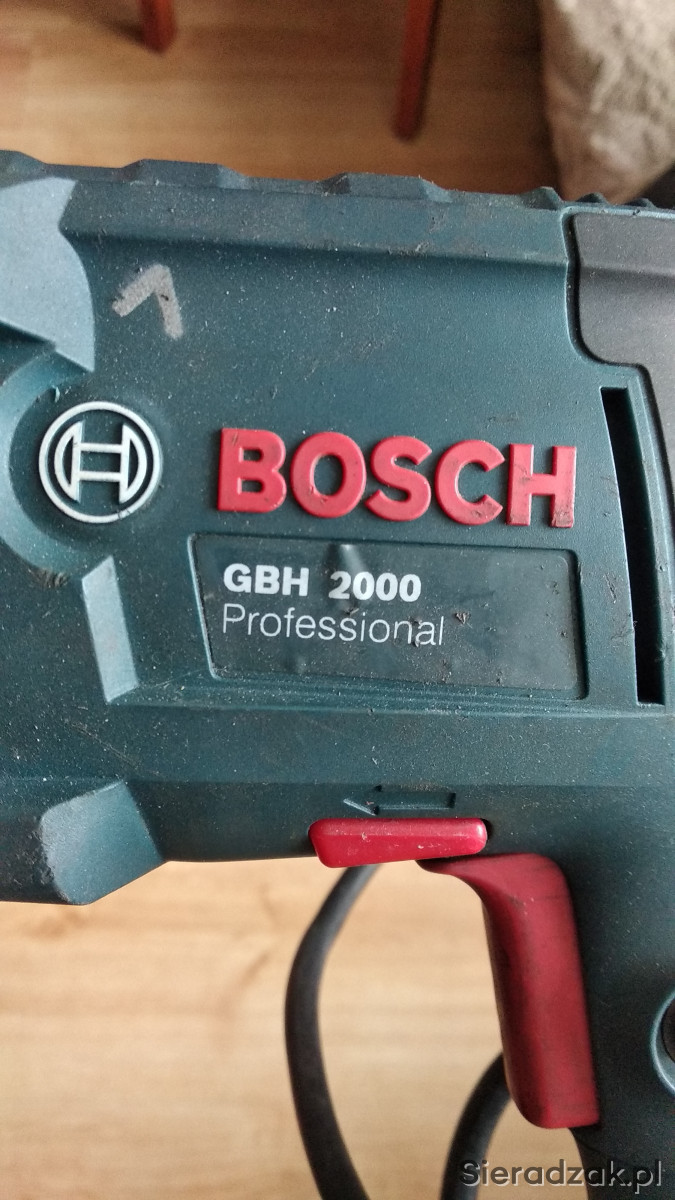 BOSCH
GBH 2000
Professional
Sieradzak.pl